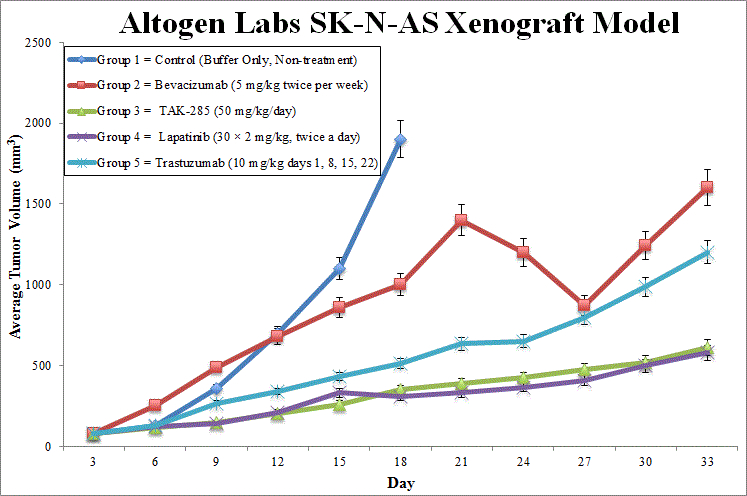 Altogen Labs SK-N-AS Xenograft Model
2500
2000
1500
1000
500
0
Average Tumor Volume (mm³)
Group 1 = Control (Buffer Only, Non-treatment)
Group 2 = Bevacizumab (5 mg/kg twice per week)
Group 3 = TAK-285 (50 mg/kg/day)
Group 4 = Lapatinib (30 × 2 mg/kg, twice a day)
Group 5 = Trastuzumab (10 mg/kg days 1, 8, 15, 22)
3 6 9 12 15 18 21 24 27 30 33
Day